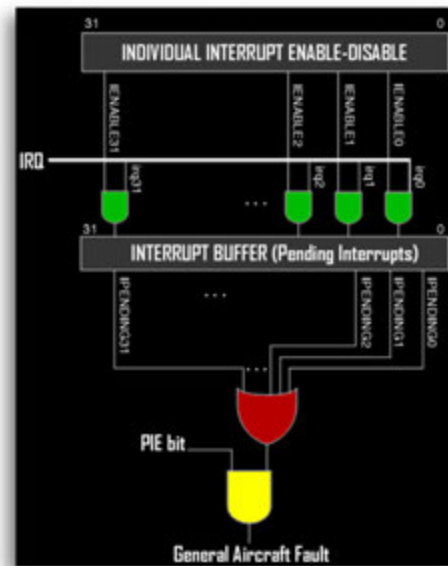 31 0
INDIVIDUAL INTERRUPT ENABLE-DISABLE
IENABLE31 IENABLE2 IENABLE1 IENABLE0
IRQ
irq31 irq2 irq1 irq0
...
31 0
INTERRUPT BUFFER (Pending Interrupts)
IPENDING31 IPENDING2 IPENDING1 IPENDING0
...
...
PIE bit
General Aircraft Fault